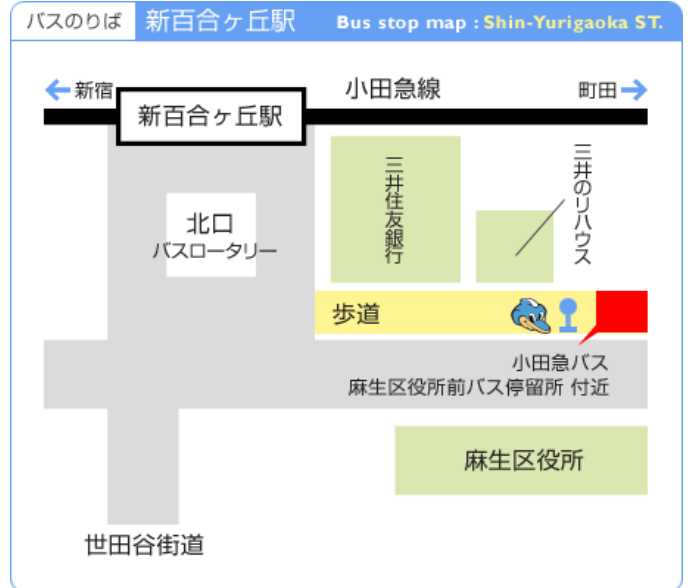 バスのりば 新百合ヶ丘駅 Bus stop map : Shin-Yurigaoka ST.
新宿 小田急線 町田
新百合ヶ丘駅
三井住友銀行
三井のリハウス
北口
バスロータリー
歩道
小田急バス
麻生区役所前バス停留所 付近
麻生区役所
世田谷街道